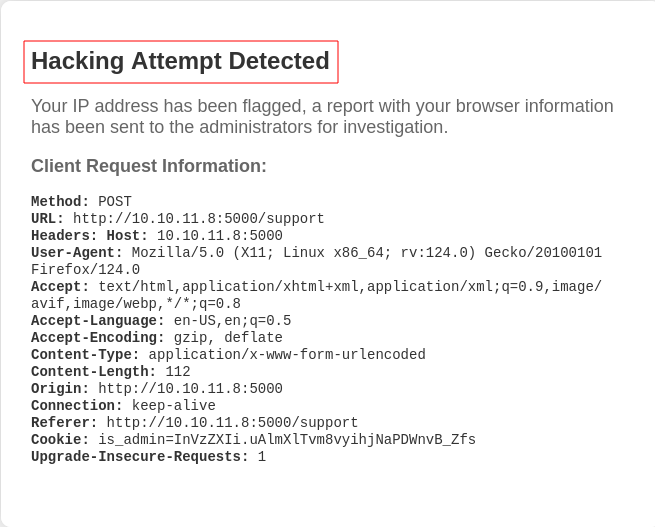 Hacking Attempt Detected
Your IP address has been flagged, a report with your browser information
has been sent to the administrators for investigation.
Client Request Information:
Method: POST
URL: http://10.10.11.8:5000/support
Headers: Host: 10.10.11.8:5000
User-Agent: Mozilla/5.0 (X11; Linux x86_64; rv:124.0) Gecko/20100101
Firefox/124.0
Accept: text/html,application/xhtml+xml,application/xml;q=0.9,image/
avif,image/webp,*/*;q=0.8
Accept-Language: en-US,en;q=0.5
Accept-Encoding: gzip, deflate
Content-Type: application/x-www-form-urlencoded
Content-Length: 112
Origin: http://10.10.11.8:5000
Connection: keep-alive
Referer: http://10.10.11.8:5000/support
Cookie: is_admin=InVzZXIi.uAlmXlTvm8vyihjNaPDWnvB_Zfs
Upgrade-Insecure-Requests: 1